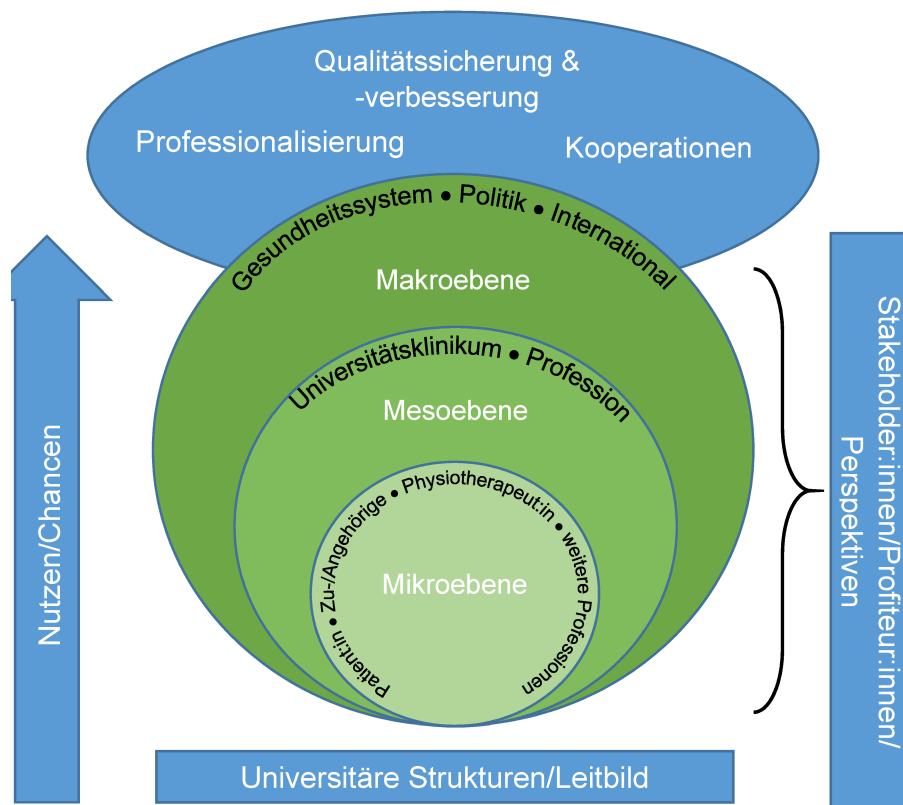 Qualitätssicherung &
-verbesserung
Professionalisierung
Kooperationen
Gesundheitssystem • Politik • International
Makroebene
Universitätsklinikum • Profession
Mesoebene
Patient:in • Zu-/Angehörige • Physiotherapeut:in • weitere Professionen
Mikroebene
Nutzen/Chancen
Stakeholder:innen/Profiteur:innen/
Perspektiven
Universitäre Strukturen/Leitbild